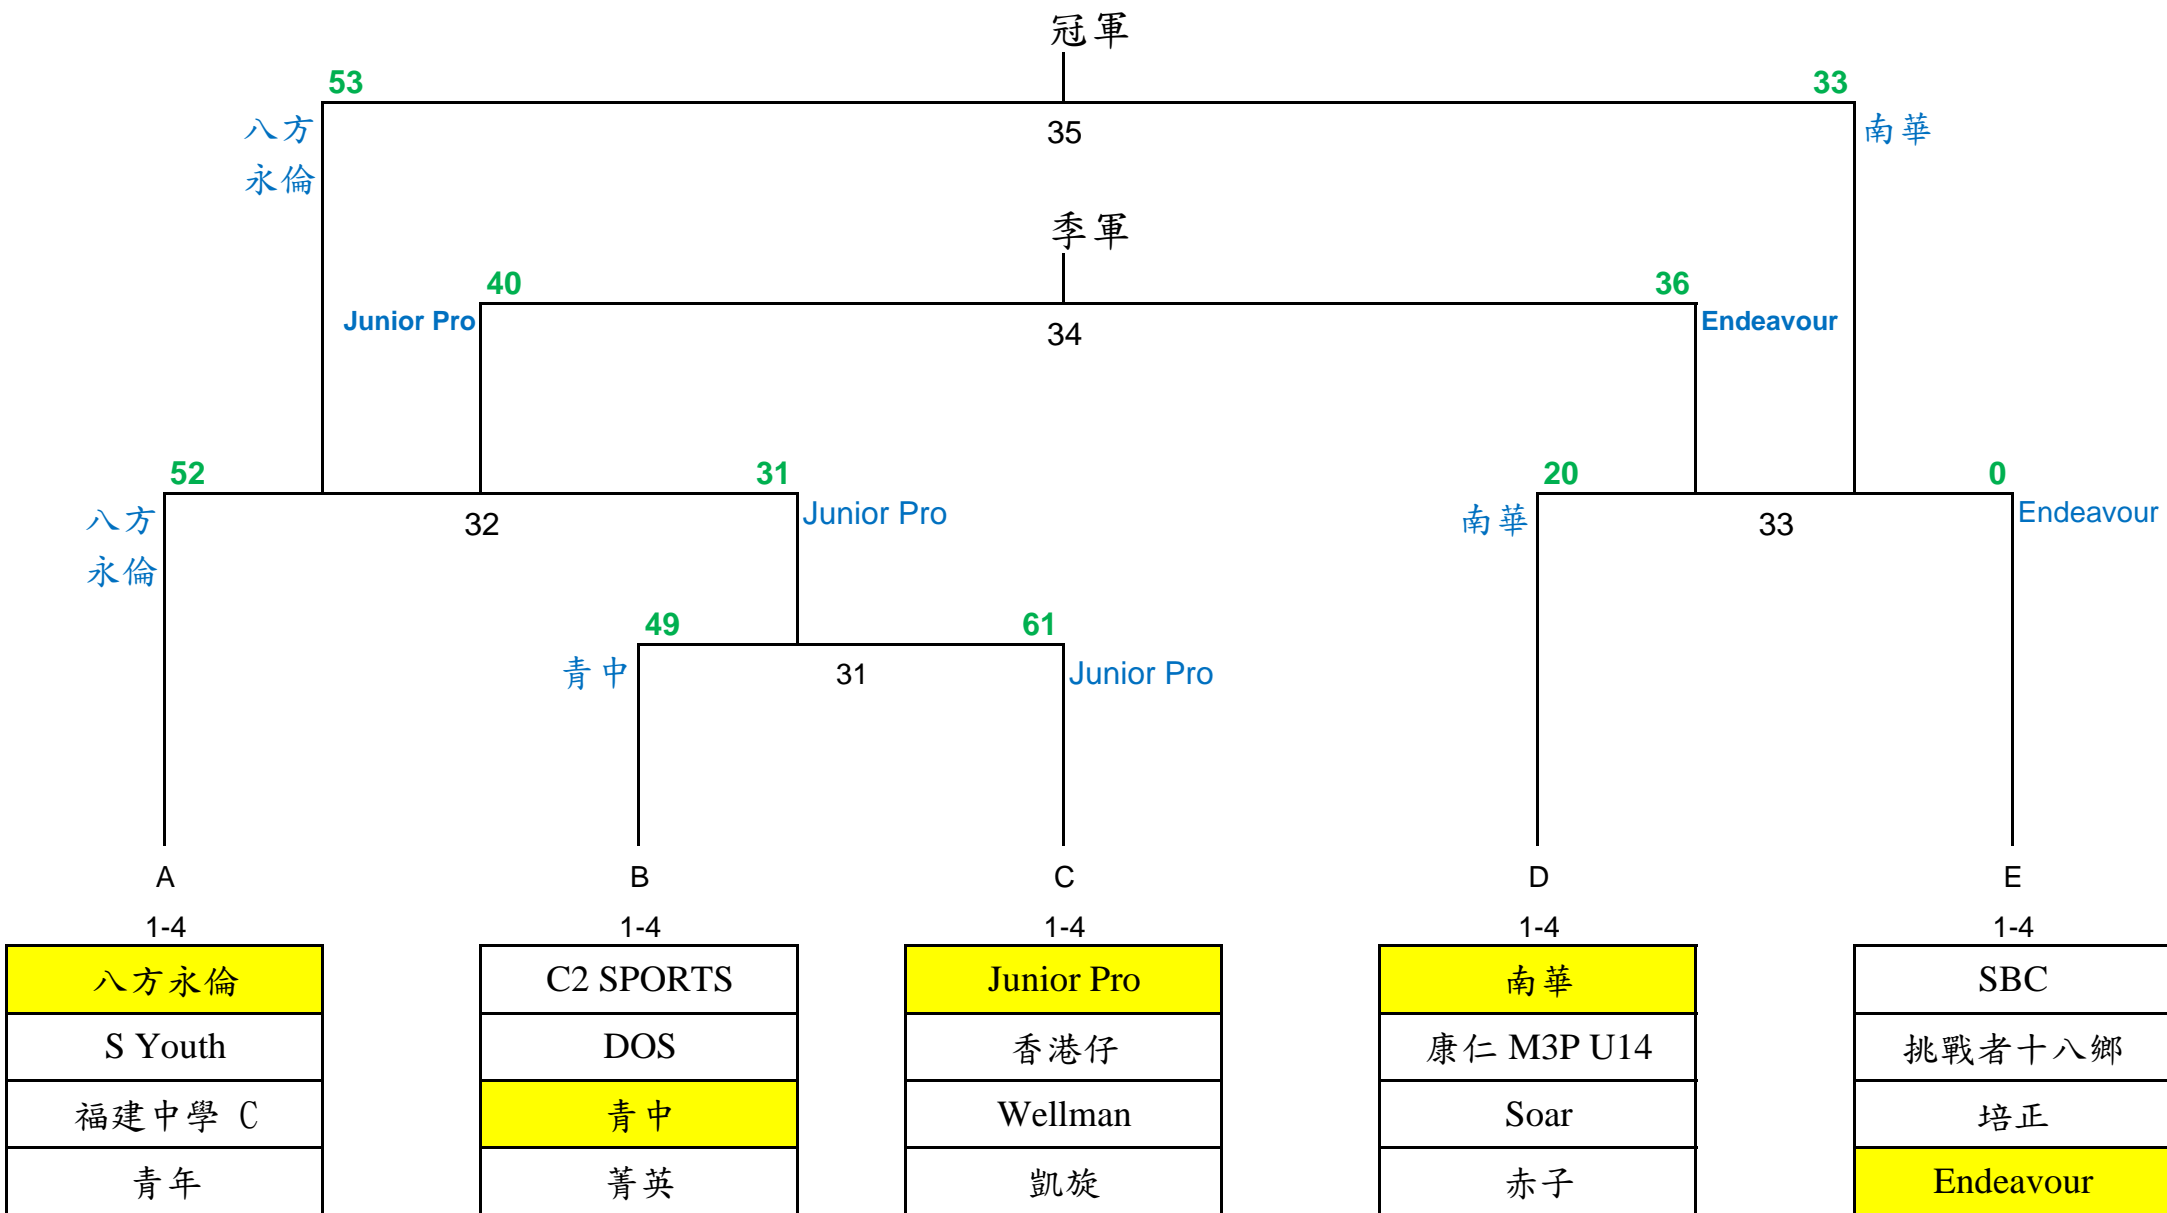 冠軍
53 33
八方 35 南華
永倫
季軍
40 36
Junior Pro 34 Endeavour
52 31 20 0
八方 32 Junior Pro 南華 33 Endeavour
永倫
49 61
青中 31 Junior Pro
A B C D E
1-4 1-4 1-4 1-4 1-4
八方永倫 C2 SPORTS Junior Pro 南華 SBC
S Youth DOS 香港仔 康仁 M3P U14 挑戰者十八鄉
福建中學 C 青中 Wellman Soar 培正
青年 菁英 凱旋 赤子 Endeavour